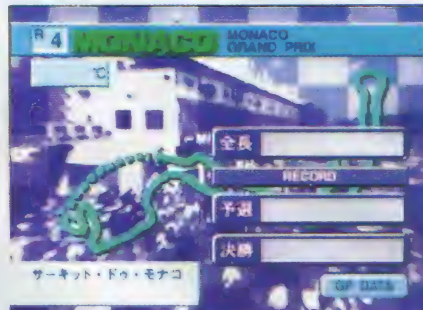 R 4 MONACO MONACO
GRAND PRIX
℃
全長
RECORD
予選
決勝
サーキット・ドゥ・モナコ
GP DATA